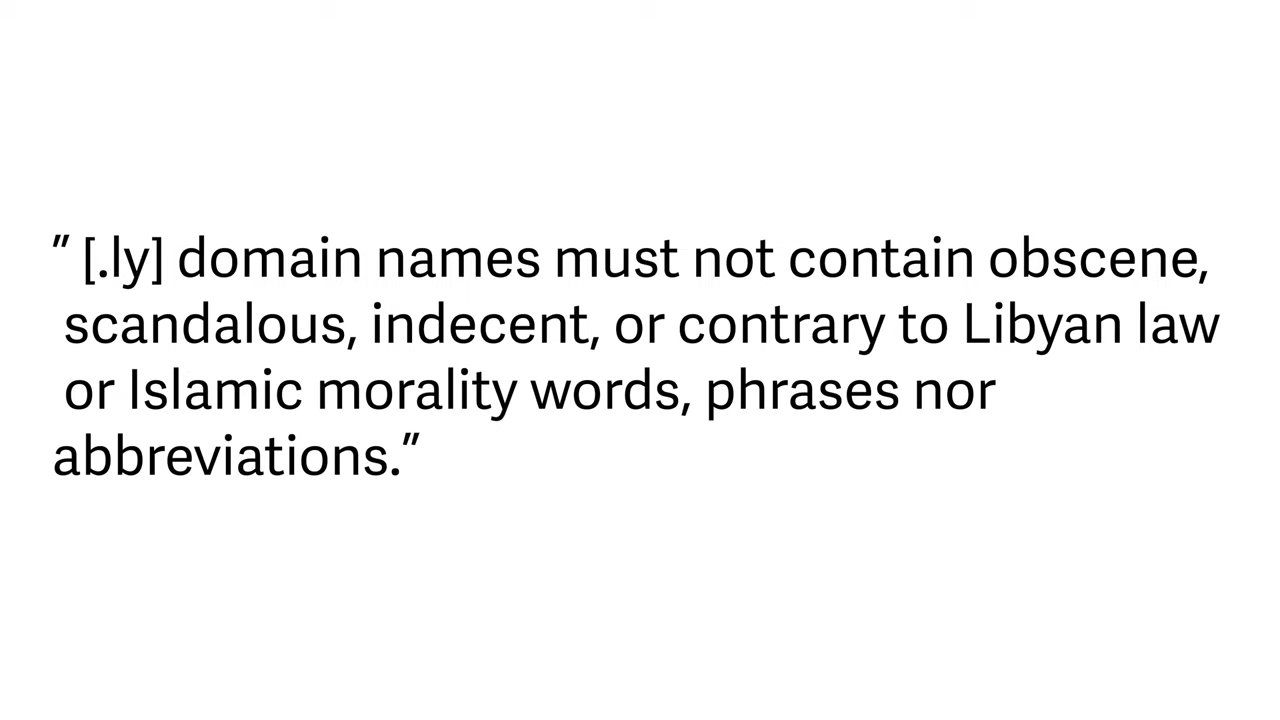 " [.ly] domain names must not contain obscene,
scandalous, indecent, or contrary to Libyan law
or Islamic morality words, phrases nor
abbreviations."